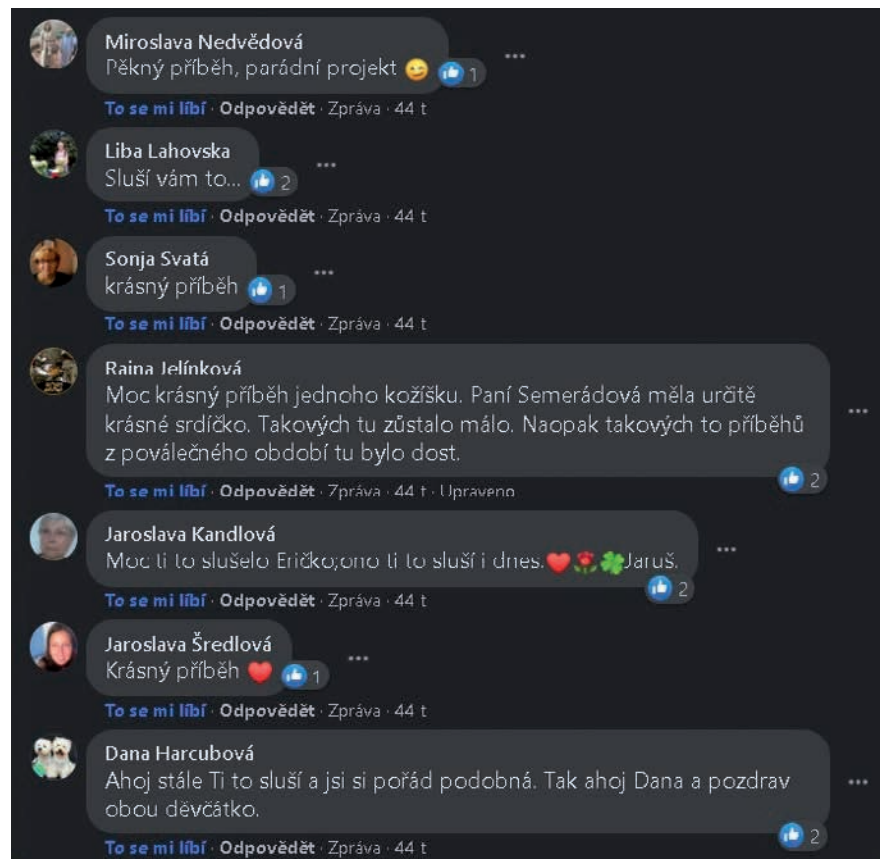 Miroslava Nedvědová
Pěkný příběh, parádní projekt 😉 1
To se mi líbí · Odpovědět · Zpráva · 44 t
Liba Lahovska
Sluší vám to... 2
To se mi líbí · Odpovědět · Zpráva · 44 t
Sonja Svatá
krásný příběh 1
To se mi líbí · Odpovědět · Zpráva · 44 t
Raina Jelínková
Moc krásný příběh jednoho kožíšku. Paní Semerádová měla určitě
krásné srdíčko. Takových tu zůstalo málo. Naopak takových to příběhů
z poválečného období tu bylo dost.
2
To se mi líbí · Odpovědět · Zpráva · 44 t · Upraveno
Jaroslava Kandlová
Moc ti to slušelo Eričko;ono ti to sluší i dnes.❤️🌹🍀Jaruš.
2
To se mi líbí · Odpovědět · Zpráva · 44 t
Jaroslava Šredlová
Krásný příběh ❤️ 1
To se mi líbí · Odpovědět · Zpráva · 44 t
Dana Harcubová
Ahoj stále Ti to sluší a jsi si pořád podobná. Tak ahoj Dana a pozdrav
obou děvčátko.
2
To se mi líbí · Odpovědět · Zpráva · 44 t